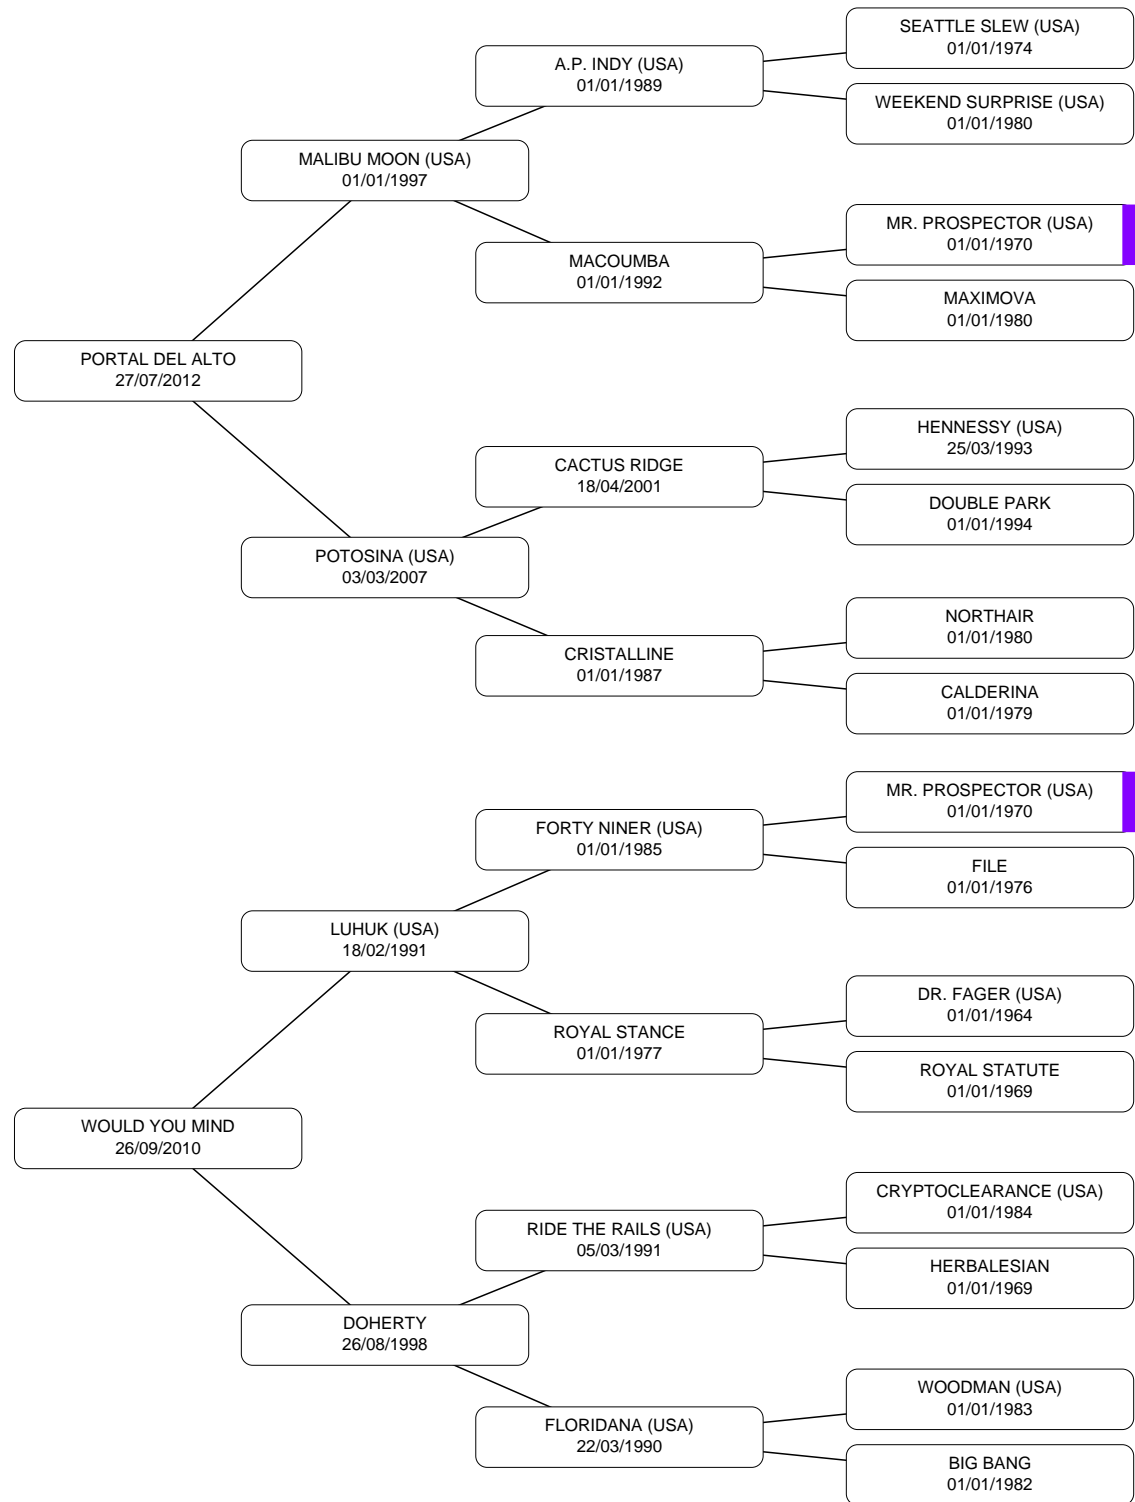 SEATTLE SLEW (USA)
01/01/1974
A.P. INDY (USA)
01/01/1989
WEEKEND SURPRISE (USA)
01/01/1980
MALIBU MOON (USA)
01/01/1997
MR. PROSPECTOR (USA)
01/01/1970
MACOUMBA
01/01/1992
MAXIMOVA
01/01/1980
PORTAL DEL ALTO
27/07/2012
HENNESSY (USA)
25/03/1993
CACTUS RIDGE
18/04/2001
DOUBLE PARK
01/01/1994
POTOSINA (USA)
03/03/2007
NORTHAIR
01/01/1980
CRISTALLINE
01/01/1987
CALDERINA
01/01/1979
MR. PROSPECTOR (USA)
01/01/1970
FORTY NINER (USA)
01/01/1985
FILE
01/01/1976
LUHUK (USA)
18/02/1991
DR. FAGER (USA)
01/01/1964
ROYAL STANCE
01/01/1977
ROYAL STATUTE
01/01/1969
WOULD YOU MIND
26/09/2010
CRYPTOCLEARANCE (USA)
01/01/1984
RIDE THE RAILS (USA)
05/03/1991
HERBALESIAN
01/01/1969
DOHERTY
26/08/1998
WOODMAN (USA)
01/01/1983
FLORIDANA (USA)
22/03/1990
BIG BANG
01/01/1982